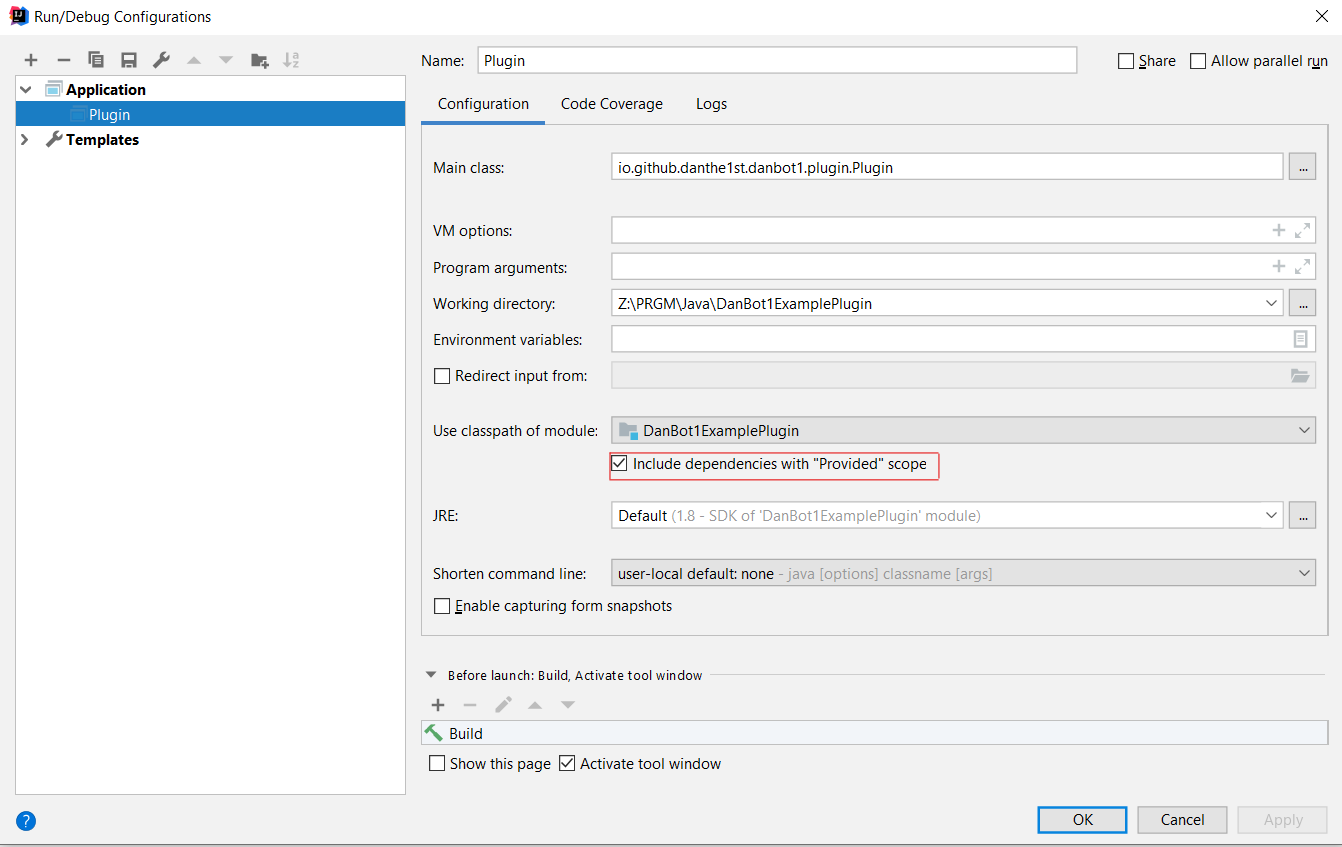 Run/Debug Configurations
Name: Plugin Share Allow parallel run
Application
Plugin
Templates
Configuration Code Coverage Logs
Main class: io.github.danthe1st.danbot1.plugin.Plugin ...
VM options:
Program arguments:
Working directory: Z:\PRGM\Java\DanBot1ExamplePlugin ...
Environment variables:
Redirect input from:
Use classpath of module: DanBot1ExamplePlugin
Include dependencies with "Provided" scope
JRE: Default (1.8 - SDK of 'DanBot1ExamplePlugin' module) ...
Shorten command line: user-local default: none - java [options] classname [args]
Enable capturing form snapshots
Before launch: Build, Activate tool window
Build
Show this page Activate tool window
? OK Cancel Apply